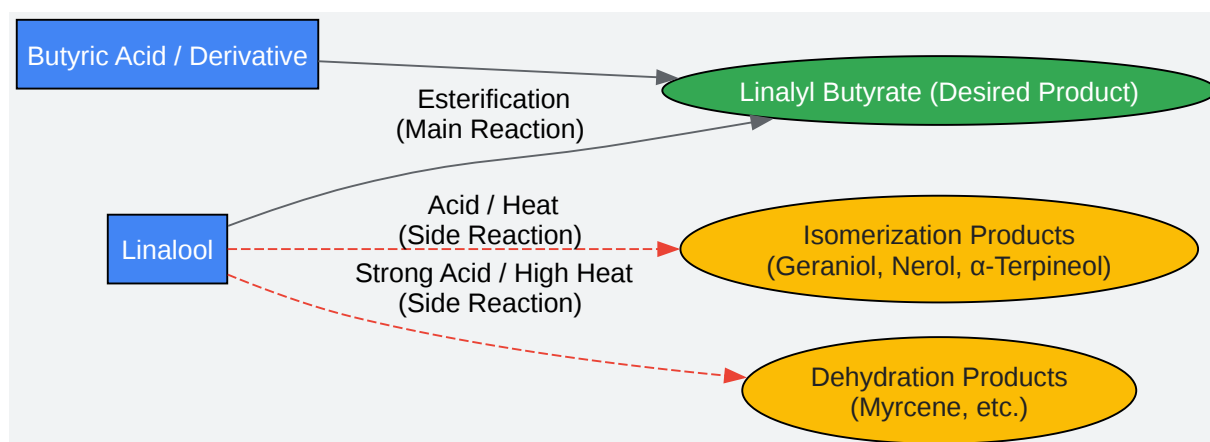 Butyric Acid / Derivative
Linalyl Butyrate (Desired Product)
Esterification
(Main Reaction)
Linalool
Acid / Heat
(Side Reaction)
Isomerization Products
(Geraniol, Nerol, α-Terpineol)
Strong Acid / High Heat
(Side Reaction)
Dehydration Products
(Myrcene, etc.)